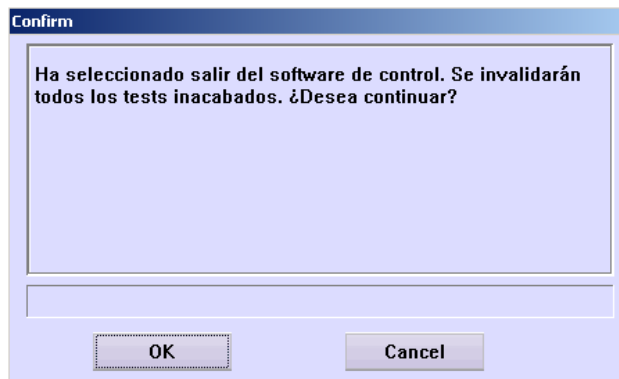 Confirm
Ha seleccionado salir del software de control. Se invalidarán
todos los tests inacabados. ¿Desea continuar?
OK
Cancel